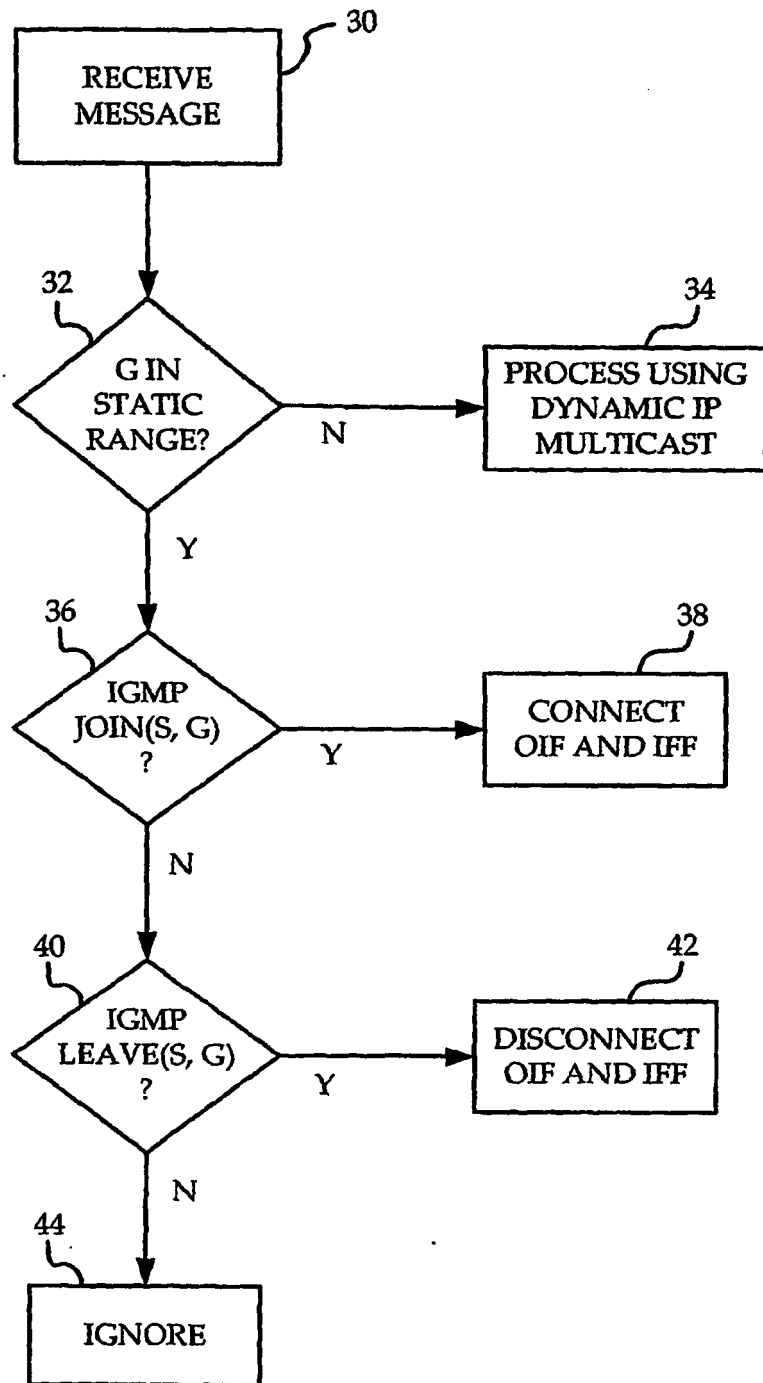 30
RECEIVE
MESSAGE
32
G IN
STATIC
RANGE?
N
34
PROCESS USING
DYNAMIC IP
MULTICAST
Y
36
IGMP
JOIN(S, G)
?
Y
38
CONNECT
OIF AND IFF
N
40
IGMP
LEAVE(S, G)
?
Y
42
DISCONNECT
OIF AND IFF
N
44
IGNORE